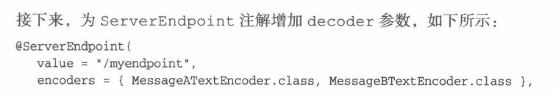 接下来，为 ServerEndpoint 注解增加 decoder 参数，如下所示：
@ServerEndpoint(
value = "/myendpoint",
encoders = { MessageATextEncoder.class, MessageBTextEncoder.class },